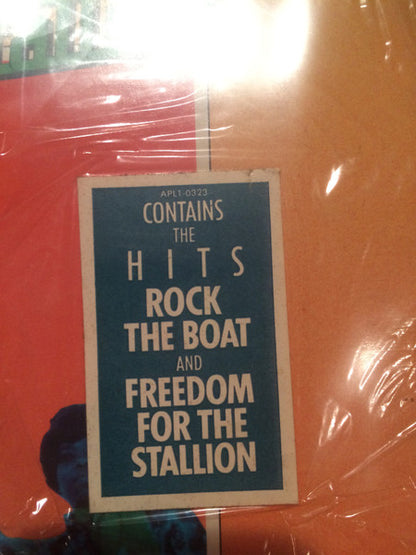 APL1-0323
CONTAINS
THE
HITS
ROCK
THE BOAT
AND
FREEDOM
FOR THE
STALLION